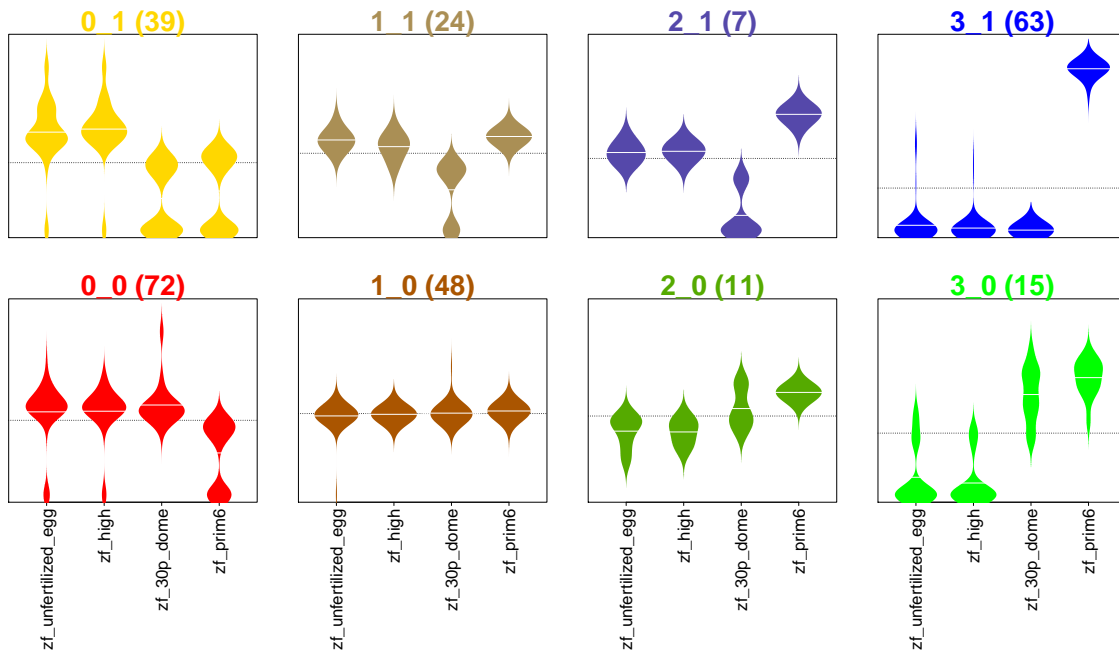 0_1 (39)
1_1 (24)
2_1 (7)
3_1 (63)
0_0 (72)
1_0 (48)
2_0 (11)
3_0 (15)
zf_unfertilized_egg
zf_high
zf_30p_dome
zf_prim6
zf_unfertilized_egg
zf_high
zf_30p_dome
zf_prim6
zf_unfertilized_egg
zf_high
zf_30p_dome
zf_prim6
zf_unfertilized_egg
zf_high
zf_30p_dome
zf_prim6